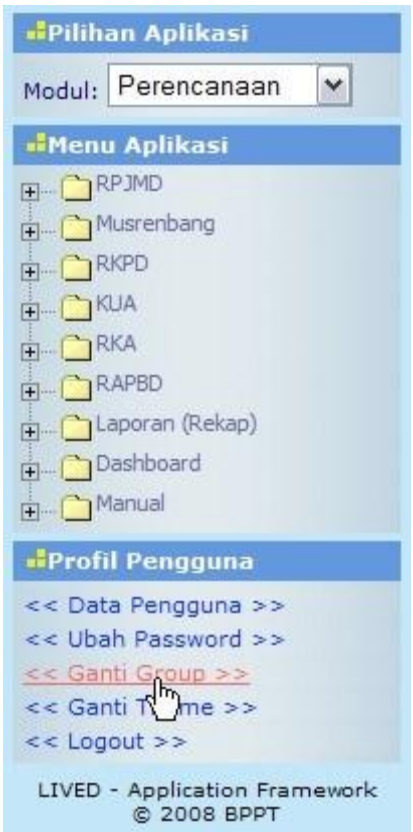 Pilihan Aplikasi
Modul: Perencanaan
Menu Aplikasi
RPJMD
Musrenbang
RKPD
KUA
RKA
RAPBD
Laporan (Rekap)
Dashboard
Manual
Profil Pengguna
<< Data Pengguna >>
<< Ubah Password >>
<< Ganti Group >>
<< Ganti Theme >>
<< Logout >>
LIVED - Application Framework
© 2008 BPPT